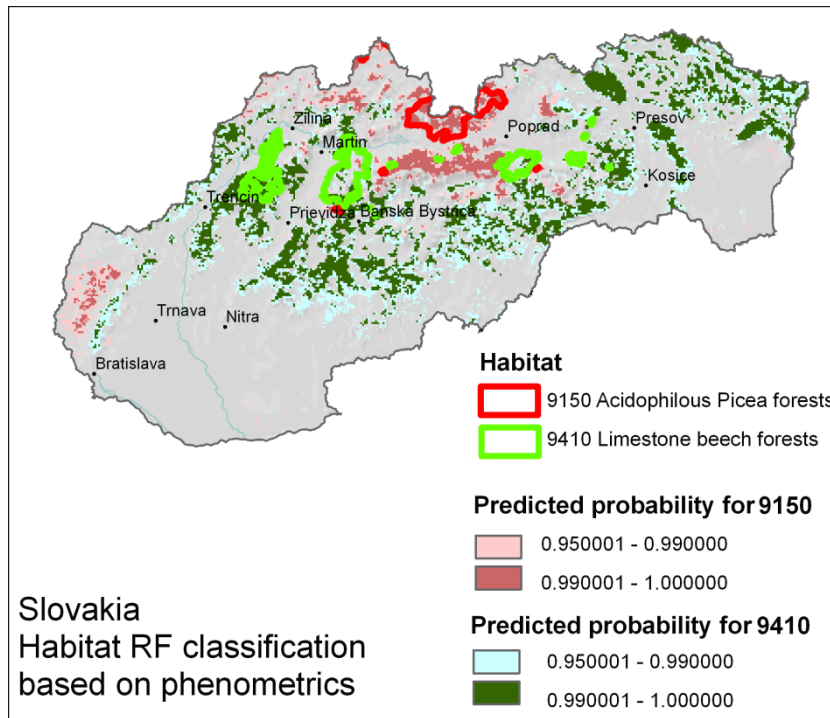 Zilina
Poprad
Presov
Martin
Kosice
Trencin
Prievidza Banska Bystrica
Trnava
Nitra
Bratislava
Habitat
9150 Acidophilous Picea forests
9410 Limestone beech forests
Predicted probability for 9150
0.950001 - 0.990000
0.990001 - 1.000000
Predicted probability for 9410
0.950001 - 0.990000
0.990001 - 1.000000
Slovakia
Habitat RF classification
based on phenometrics